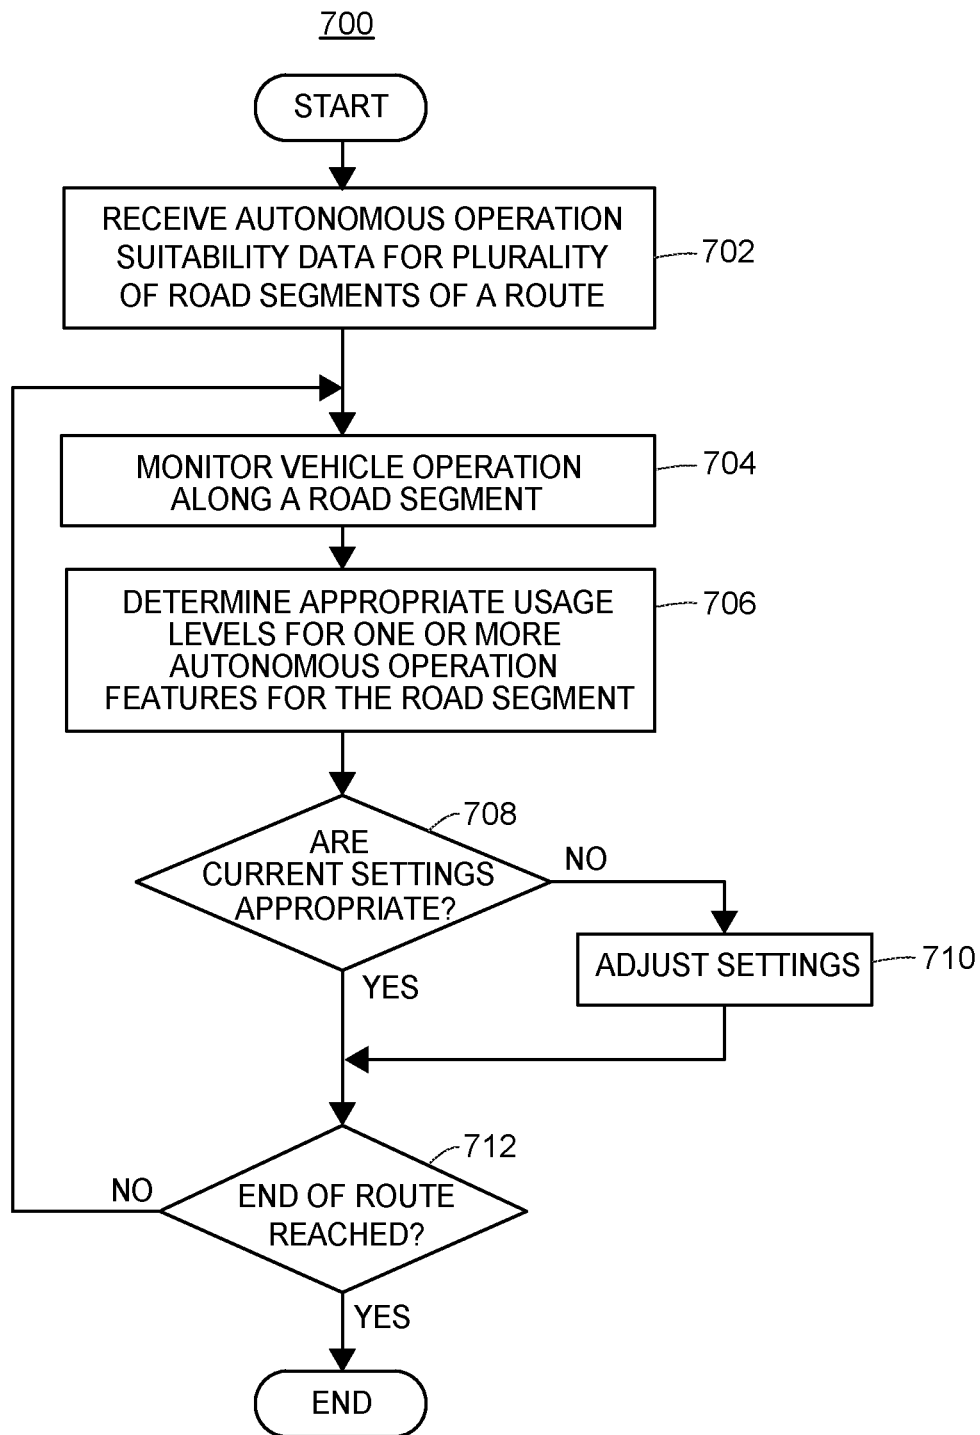 700
START
RECEIVE AUTONOMOUS OPERATION
SUITABILITY DATA FOR PLURALITY
OF ROAD SEGMENTS OF A ROUTE
702
MONITOR VEHICLE OPERATION
ALONG A ROAD SEGMENT
704
DETERMINE APPROPRIATE USAGE
LEVELS FOR ONE OR MORE
AUTONOMOUS OPERATION
FEATURES FOR THE ROAD SEGMENT
706
ARE
CURRENT SETTINGS
APPROPRIATE?
708
NO
ADJUST SETTINGS
710
YES
END OF ROUTE
REACHED?
712
NO
YES
END